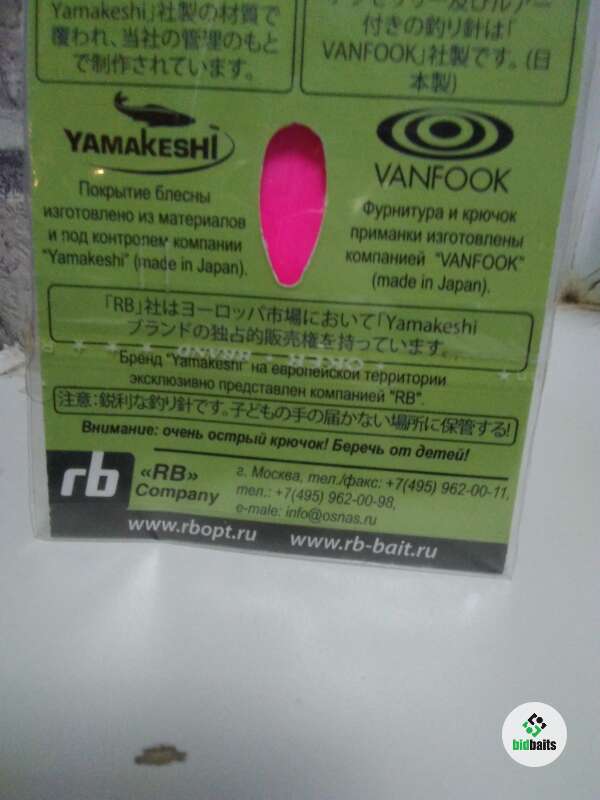 Yamakeshi」社製の材質で
覆われ、当社の管理のもと
で制作されています。
付きの釣り針は「
VANFOOK」社製です。(日
本製)
YAMAKESHI
VANFOOK
Покрытие блесны
изготовлено из материалов
и под контролем компании
"Yamakeshi" (made in Japan).
Фурнитура и крючок
приманки изготовлены
компанией "VANFOOK"
(made in Japan).
「RB」社はヨーロッパ市場において「Yamakeshi
ブランドの独占的販売権を持っています。
Бренд "Yamakeshi" на европейской территории
эксклюзивно представлен компанией "RB".
注意:鋭利な釣り針です。子どもの手の届かない場所に保管する!
Внимание: очень острый крючок! Беречь от детей!
rb
«RB»
Company
г. Москва, тел./факс: +7(495) 962-00-11,
тел.: +7(495) 962-00-98,
e-male: info@osnas.ru
www.rbopt.ru www.rb-bait.ru
bidbaits